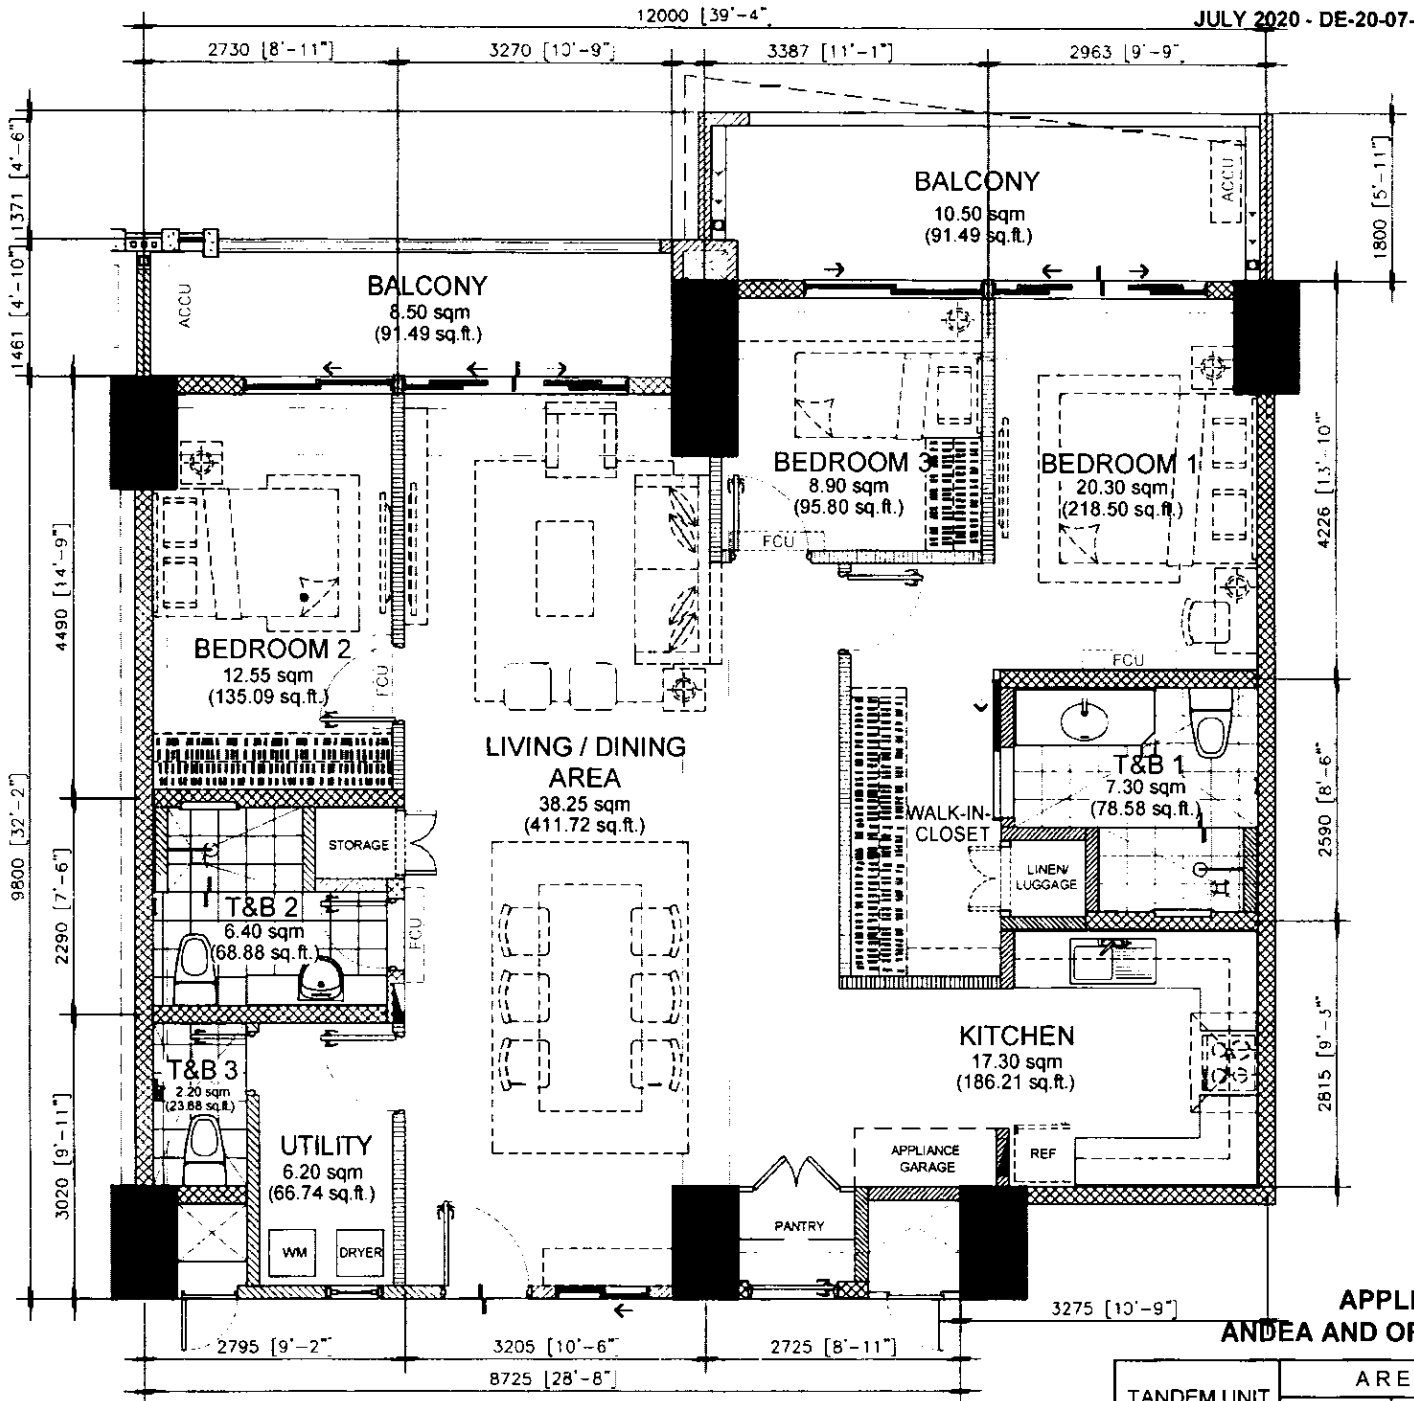 12000 [39'-4"]
JULY 2020 - DE-20-07-
2730 [8'-11"]
3270 [10'-9"]
3387 [11'-1"]
2963 [9'-9"]
1371 [4'-6"]
1800 [5'-11"]
BALCONY
10.50 sqm
(91.49 sq.ft.)
ACCU
1461 [4'-10"]
ACCU
BALCONY
8.50 sqm
(91.49 sq.ft.)
BEDROOM 3
8.90 sqm
(95.80 sq.ft.)
FCU
BEDROOM 1
20.30 sqm
(218.50 sq.ft.)
FCU
4226 [13'-10"]
4490 [14'-9"]
BEDROOM 2
12.55 sqm
(135.09 sq.ft.)
FCU
LIVING / DINING
AREA
38.25 sqm
(411.72 sq.ft.)
9800 [32'-2"]
T&B 1
7.30 sqm
(78.58 sq.ft.)
2590 [8'-6"]
WALK-IN-
CLOSET
LINEN/
LUGGAGE
STORAGE
T&B 2
6.40 sqm
(68.88 sq.ft.)
FCU
2290 [7'-6"]
KITCHEN
17.30 sqm
(186.21 sq.ft.)
2815 [9'-3"]
T&B 3
2.20 sqm
(23.68 sq.ft.)
3020 [9'-11"]
UTILITY
6.20 sqm
(66.74 sq.ft.)
APPLIANCE
GARAGE
REF
WM
DRYER
PANTRY
3275 [10'-9"]
APPLI
ANDEA AND OF
2795 [9'-2"]
3205 [10'-6"]
2725 [8'-11"]
8725 [28'-8"]
TANDEM UNIT
ARE